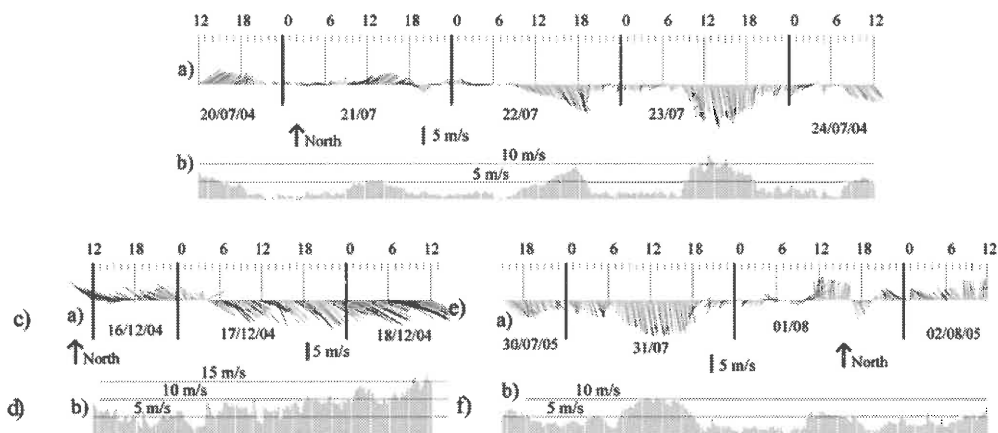 12 18 0 6 12 18 0 6 12 18 0 6 12 18 0 6 12
a)
20/07/04 21/07 22/07 23/07 24/07/04
North 5 m/s
b) 10 m/s
5 m/s
12 18 0 6 12 18 0 6 12
c) a) 16/12/04 17/12/04 18/12/04
North 5 m/s
15 m/s
10 m/s
d) b) 5 m/s
18 0 6 12 18 0 6 12 18 0 6 12
e) a) 30/07/05 31/07 01/08 02/08/05
5 m/s North
b) 10 m/s
f) 5 m/s